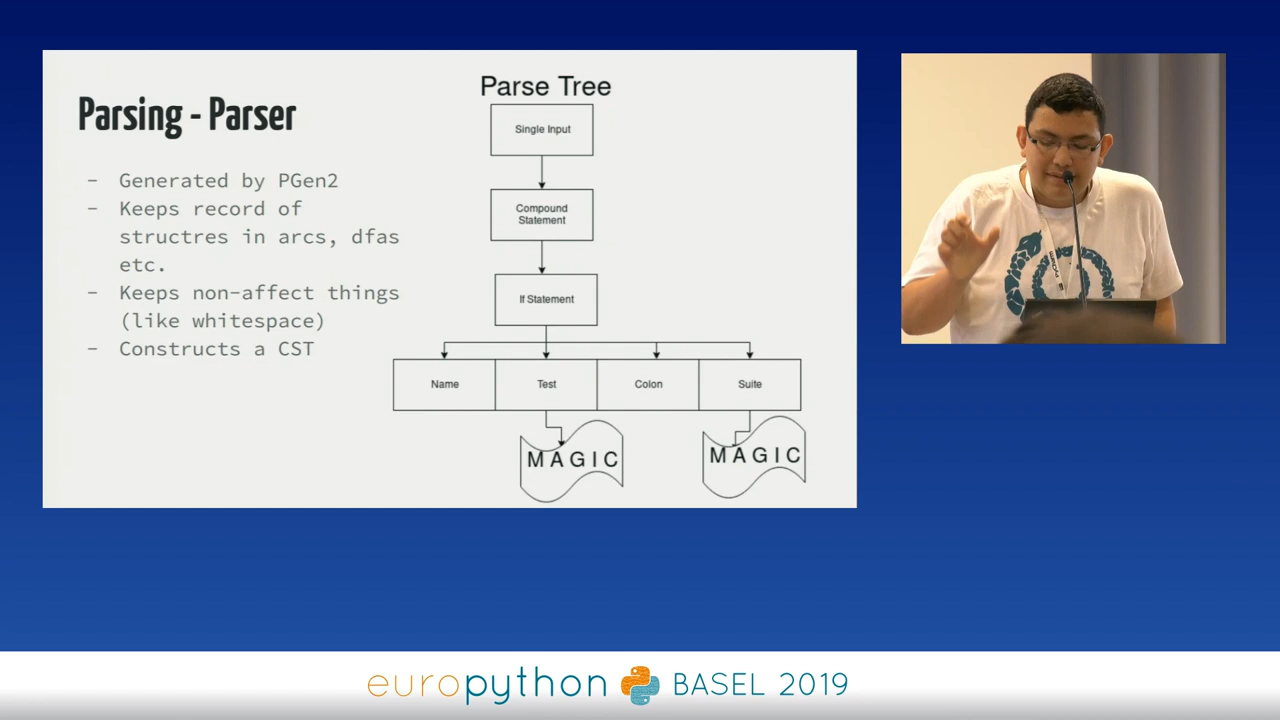 Parsing - Parser
- Generated by PGen2
- Keeps record of
structres in arcs, dfas
etc.
- Keeps non-affect things
(like whitespace)
- Constructs a CST
Parse Tree
Single Input
Compound
Statement
If Statement
Name Test Colon Suite
MAGIC MAGIC
europython BASEL 2019